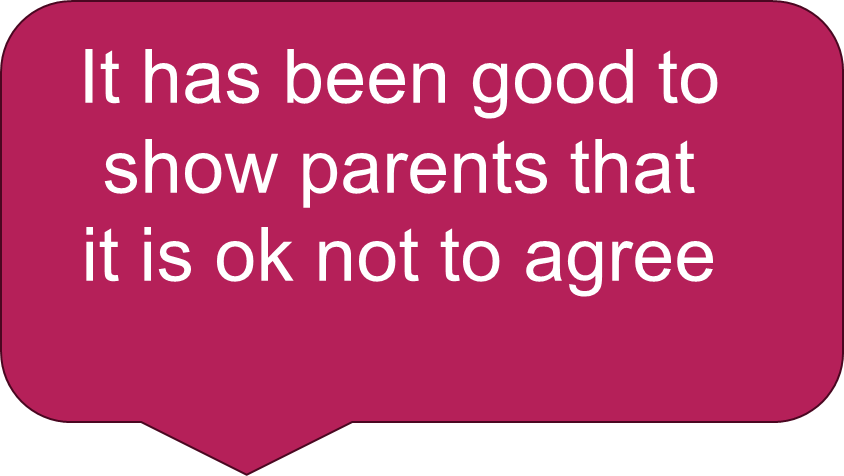 It has been good to
show parents that
it is ok not to agree